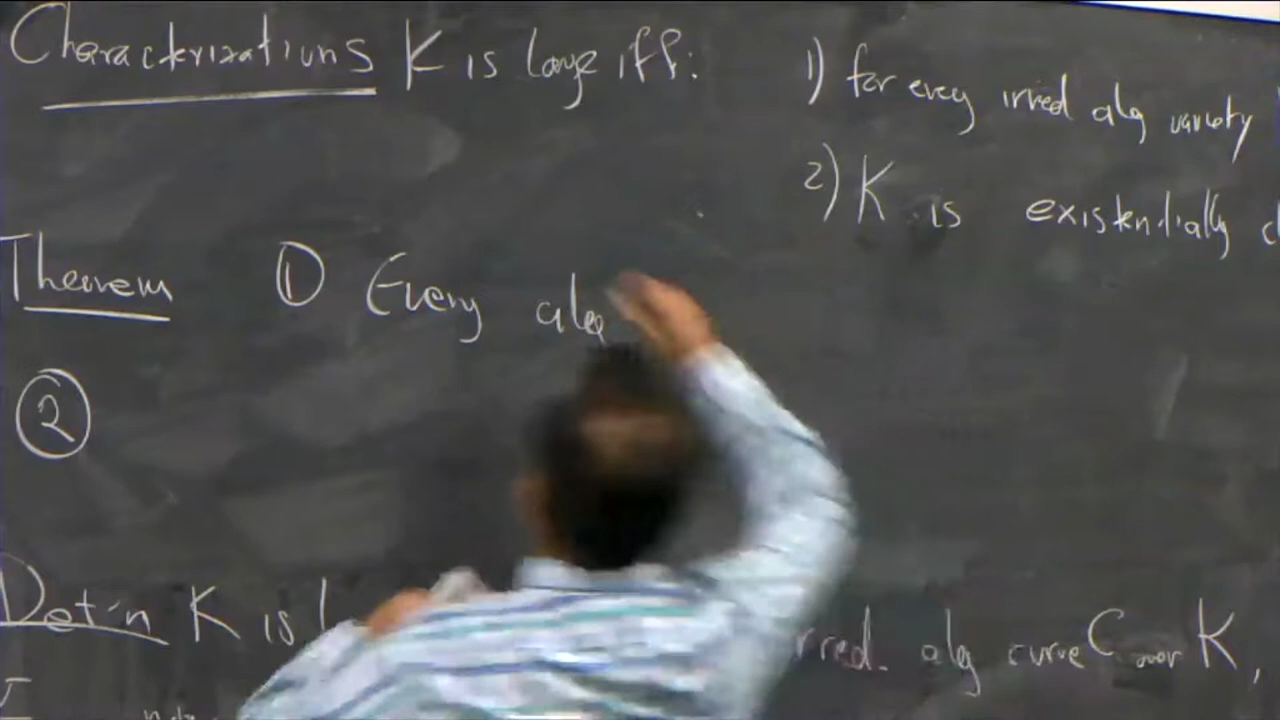 Characterizations K is large iff:
1) for every irred alg variety
2) K is existentially
Theorem ① Every alg
②
Def'n K is irred. alg curve C over K,